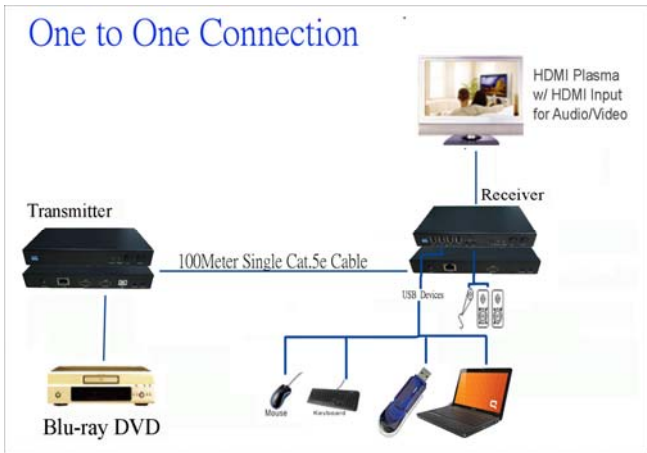 One to One Connection
HDMI Plasma
w/ HDMI Input
for Audio/Video
Receiver
Transmitter
100Meter Single Cat.5e Cable
USB Devices
Mouse
Keyboard
Blu-ray DVD